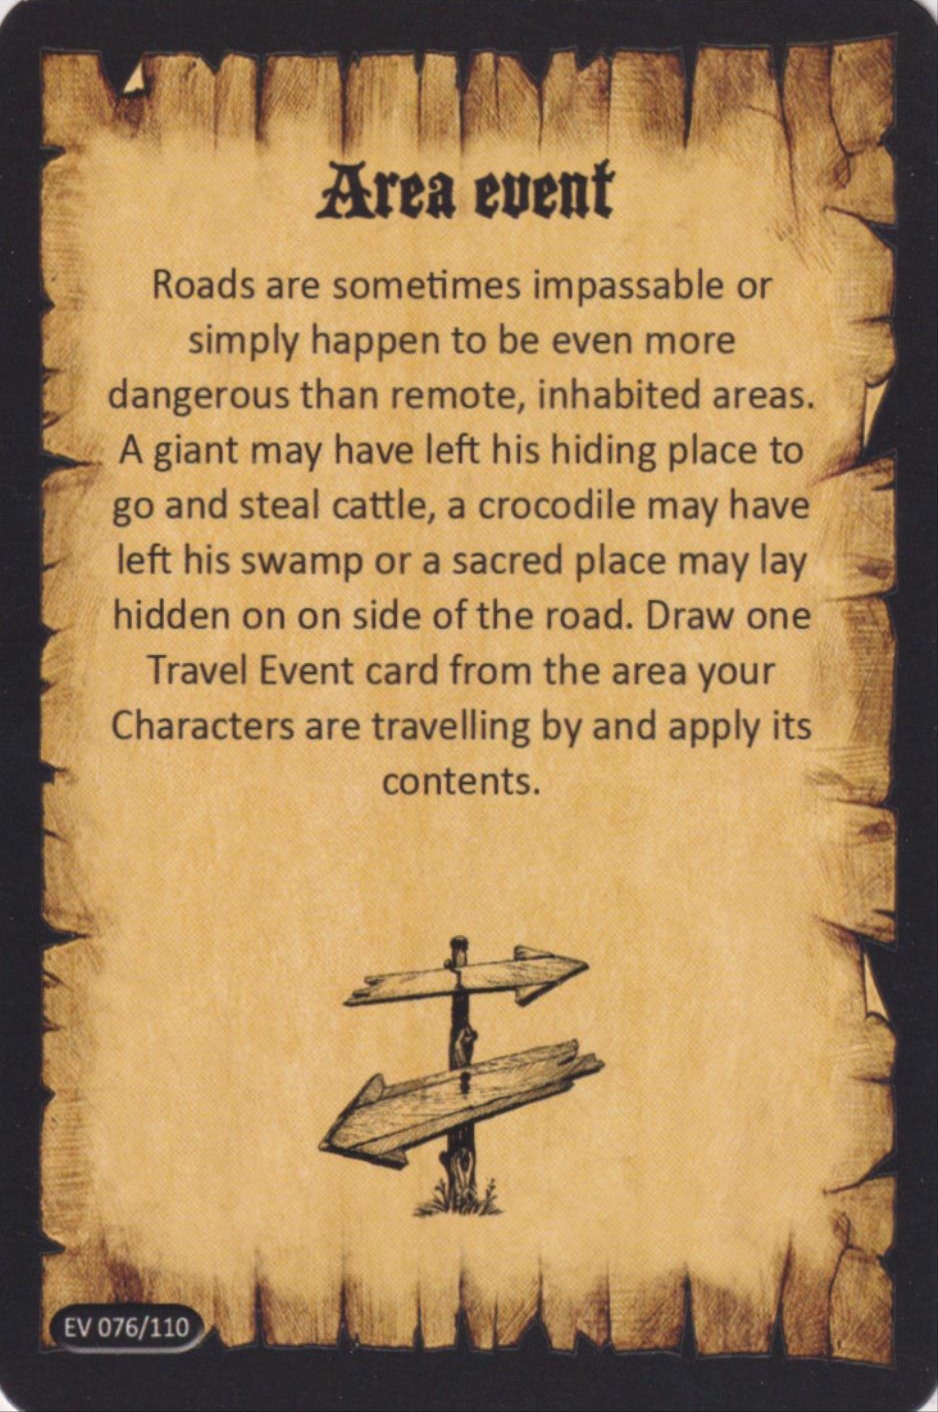 Area event
Roads are sometimes impassable or
simply happen to be even more
dangerous than remote, inhabited areas.
A giant may have left his hiding place to
go and steal cattle, a crocodile may have
left his swamp or a sacred place may lay
hidden on on side of the road. Draw one
Travel Event card from the area your
Characters are travelling by and apply its
contents.
EV 076/110